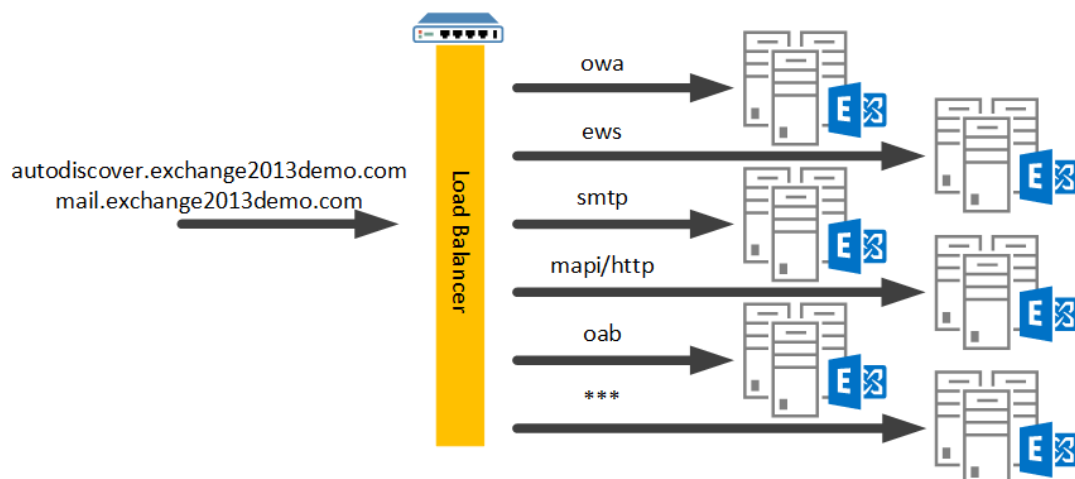 autodiscover.exchange2013demo.com
mail.exchange2013demo.com
Load Balancer
owa
E
ews
E
smtp
E
mapi/http
E
oab
E
***
E